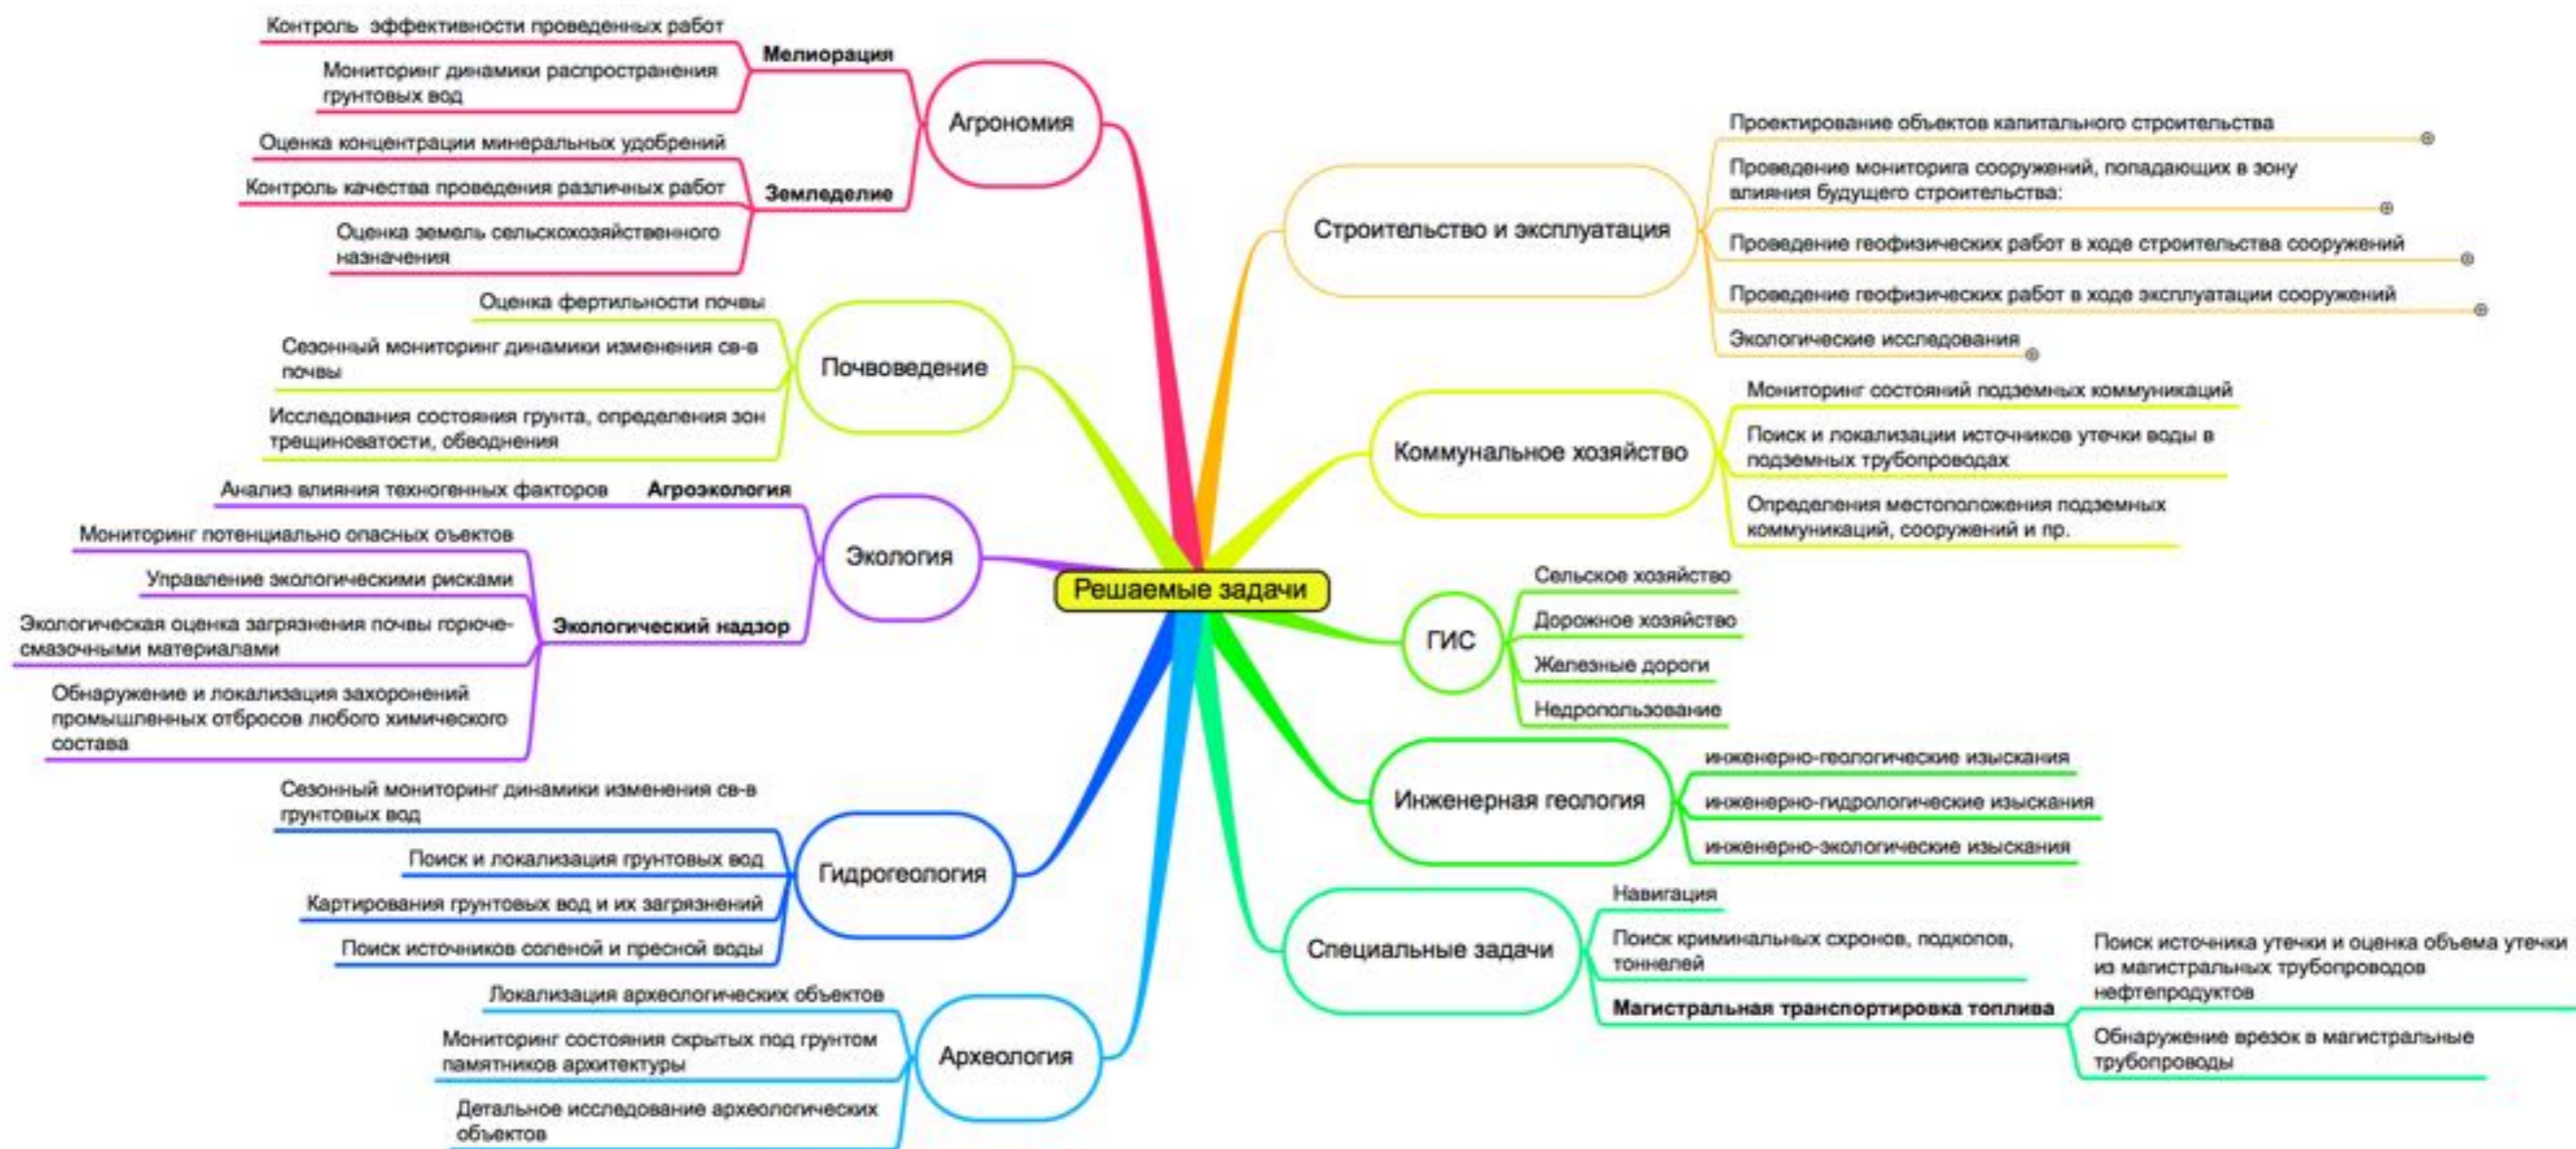 Решаемые задачи
Агрономия
Мелиорация
Контроль эффективности проведенных работ
Мониторинг динамики распространения
грунтовых вод
Земледелие
Оценка концентрации минеральных удобрений
Контроль качества проведения различных работ
Оценка земель сельскохозяйственного
назначения
Почвоведение
Оценка фертильности почвы
Сезонный мониторинг динамики изменения св-в
почвы
Исследования состояния грунта, определения зон
трещиноватости, обводнения
Экология
Агроэкология
Анализ влияния техногенных факторов
Экологический надзор
Мониторинг потенциально опасных оъектов
Управление экологическими рисками
Экологическая оценка загрязнения почвы горюче-
смазочными материалами
Обнаружение и локализация захоронений
промышленных отбросов любого химического
состава
Гидрогеология
Сезонный мониторинг динамики изменения св-в
грунтовых вод
Поиск и локализация грунтовых вод
Картирования грунтовых вод и их загрязнений
Поиск источников соленой и пресной воды
Археология
Локализация археологических объектов
Мониторинг состояния скрытых под грунтом
памятников архитектуры
Детальное исследование археологических
объектов
Строительство и эксплуатация
Проектирование объектов капитального строительства
Проведение мониторига сооружений, попадающих в зону
влияния будущего строительства:
Проведение геофизических работ в ходе строительства сооружений
Проведение геофизических работ в ходе эксплуатации сооружений
Экологические исследования
Коммунальное хозяйство
Мониторинг состояний подземных коммуникаций
Поиск и локализации источников утечки воды в
подземных трубопроводах
Определения местоположения подземных
коммуникаций, сооружений и пр.
ГИС
Сельское хозяйство
Дорожное хозяйство
Железные дороги
Недропользование
Инженерная геология
инженерно-геологические изыскания
инженерно-гидрологические изыскания
инженерно-экологические изыскания
Специальные задачи
Навигация
Поиск криминальных схронов, подкопов,
тоннелей
Магистральная транспортировка топлива
Поиск источника утечки и оценка объема утечки
из магистральных трубопроводов
нефтепродуктов
Обнаружение врезок в магистральные
трубопроводы